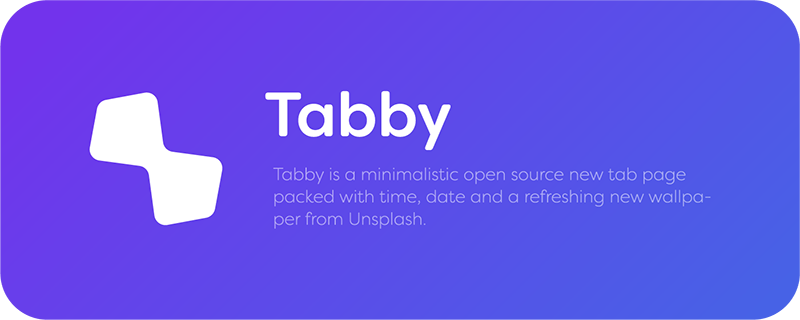 Tabby
Tabby is a minimalistic open source new tab page
packed with time, date and a refreshing new wallpa-
per from Unsplash.